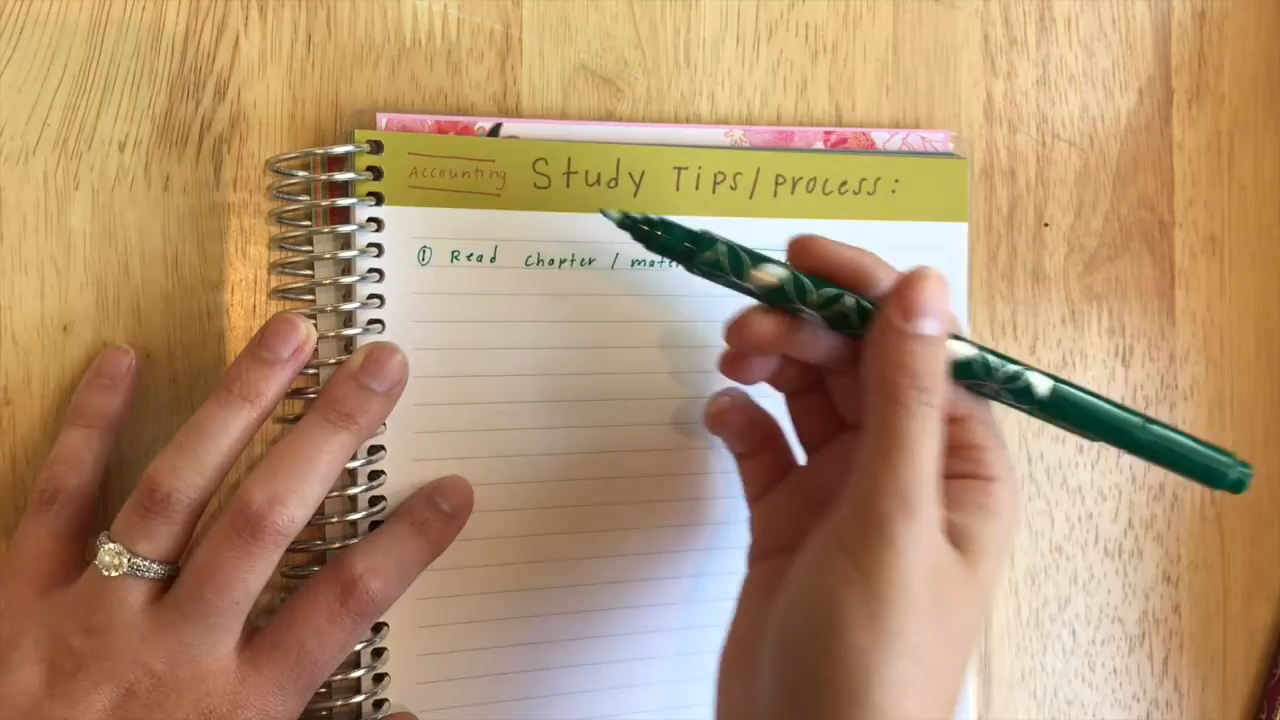 Accounting Study Tips/process:
① Read chapter /